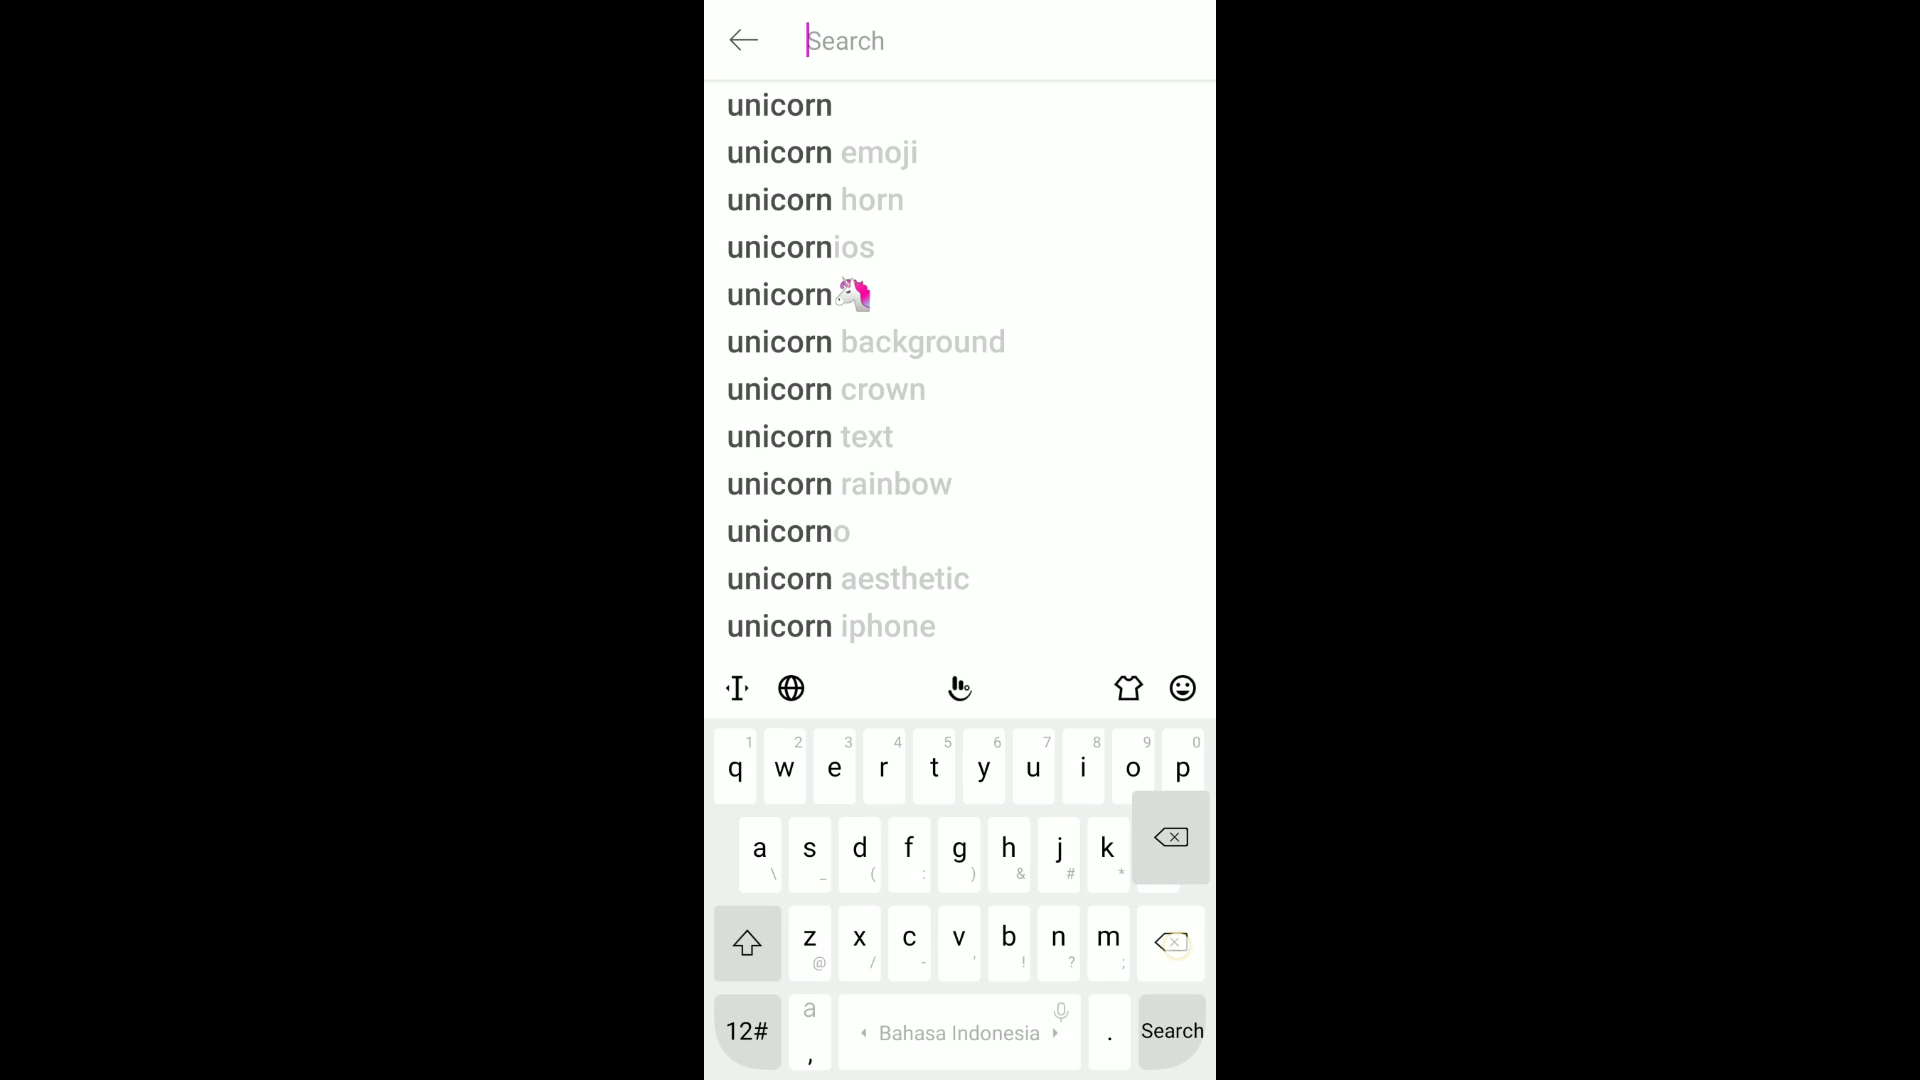 Search
unicorn
unicorn emoji
unicorn horn
unicornios
unicorn🦄
unicorn background
unicorn crown
unicorn text
unicorn rainbow
unicorno
unicorn aesthetic
unicorn iphone
1 2 3 4 5 6 7 8 9 0
q w e r t y u i o p
a s d f g h j k
\ _ ( : ) & # *
z x c v b n m
@ / - ' ! ? ;
12# a , Bahasa Indonesia . Search